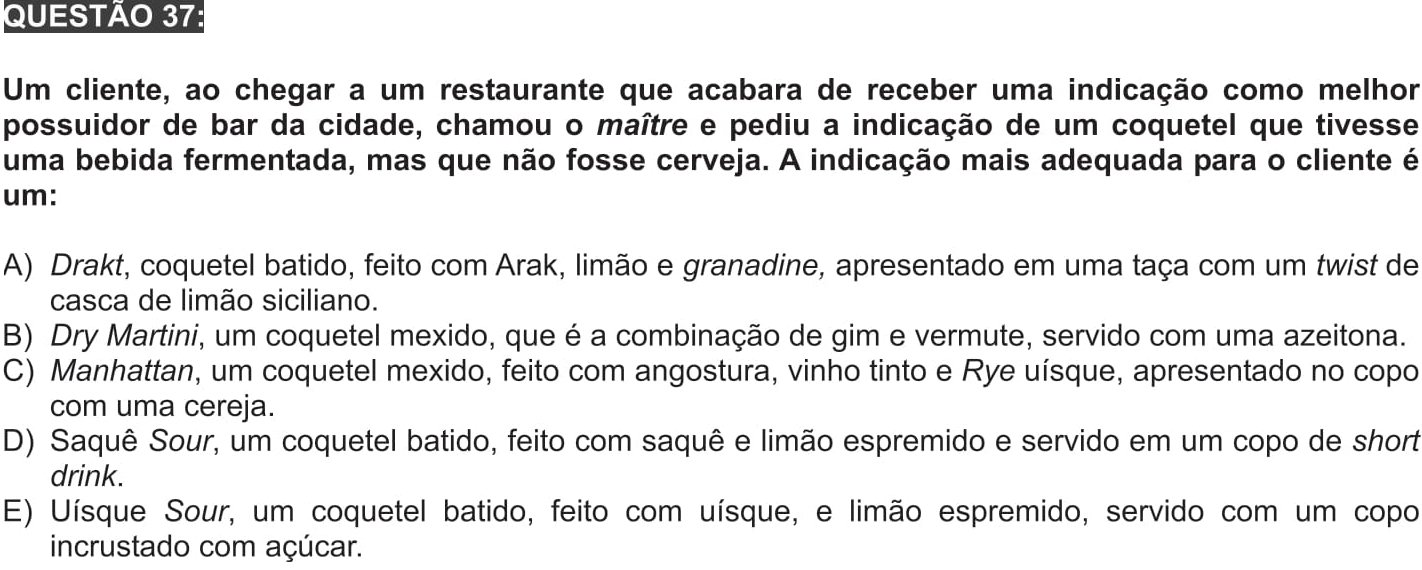 QUESTÃO 37:
Um cliente, ao chegar a um restaurante que acabara de receber uma indicação como melhor
possuidor de bar da cidade, chamou o maître e pediu a indicação de um coquetel que tivesse
uma bebida fermentada, mas que não fosse cerveja. A indicação mais adequada para o cliente é
um:
A) Drakt, coquetel batido, feito com Arak, limão e granadine, apresentado em uma taça com um twist de
casca de limão siciliano.
B) Dry Martini, um coquetel mexido, que é a combinação de gim e vermute, servido com uma azeitona.
C) Manhattan, um coquetel mexido, feito com angostura, vinho tinto e Rye uísque, apresentado no copo
com uma cereja.
D) Saquê Sour, um coquetel batido, feito com saquê e limão espremido e servido em um copo de short
drink.
E) Uísque Sour, um coquetel batido, feito com uísque, e limão espremido, servido com um copo
incrustado com açúcar.